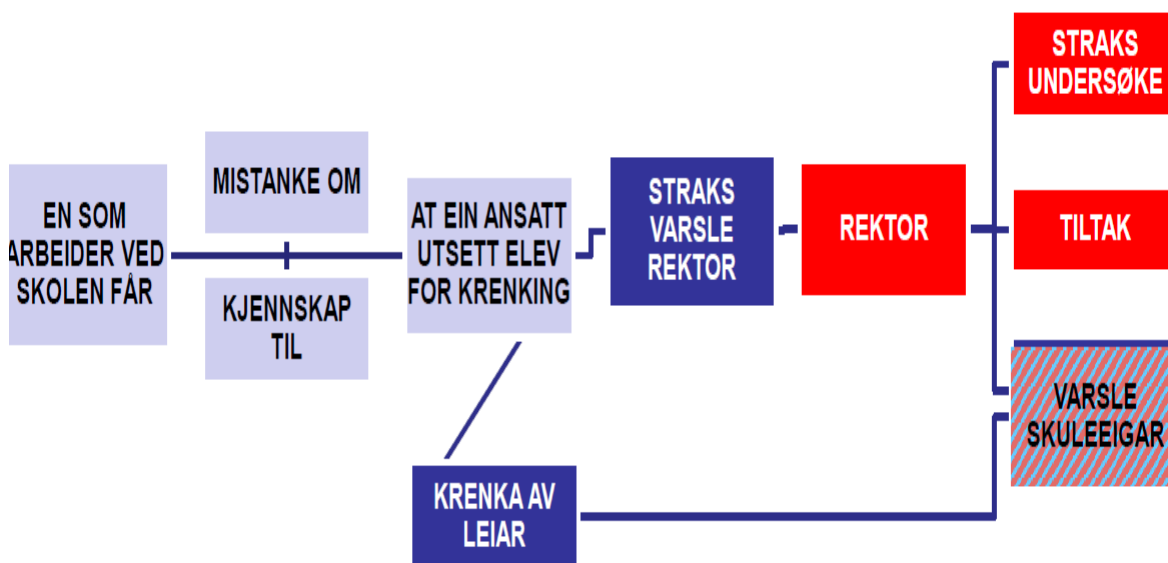 EN SOM
ARBEIDER VED
SKOLEN FÅR
MISTANKE OM
KJENNSKAP
TIL
AT EIN ANSATT
UTSETT ELEV
FOR KRENKING
STRAKS
VARSLE
REKTOR
REKTOR
STRAKS
UNDERSØKE
TILTAK
VARSLE
SKULEEIGAR
KRENKA AV
LEIAR